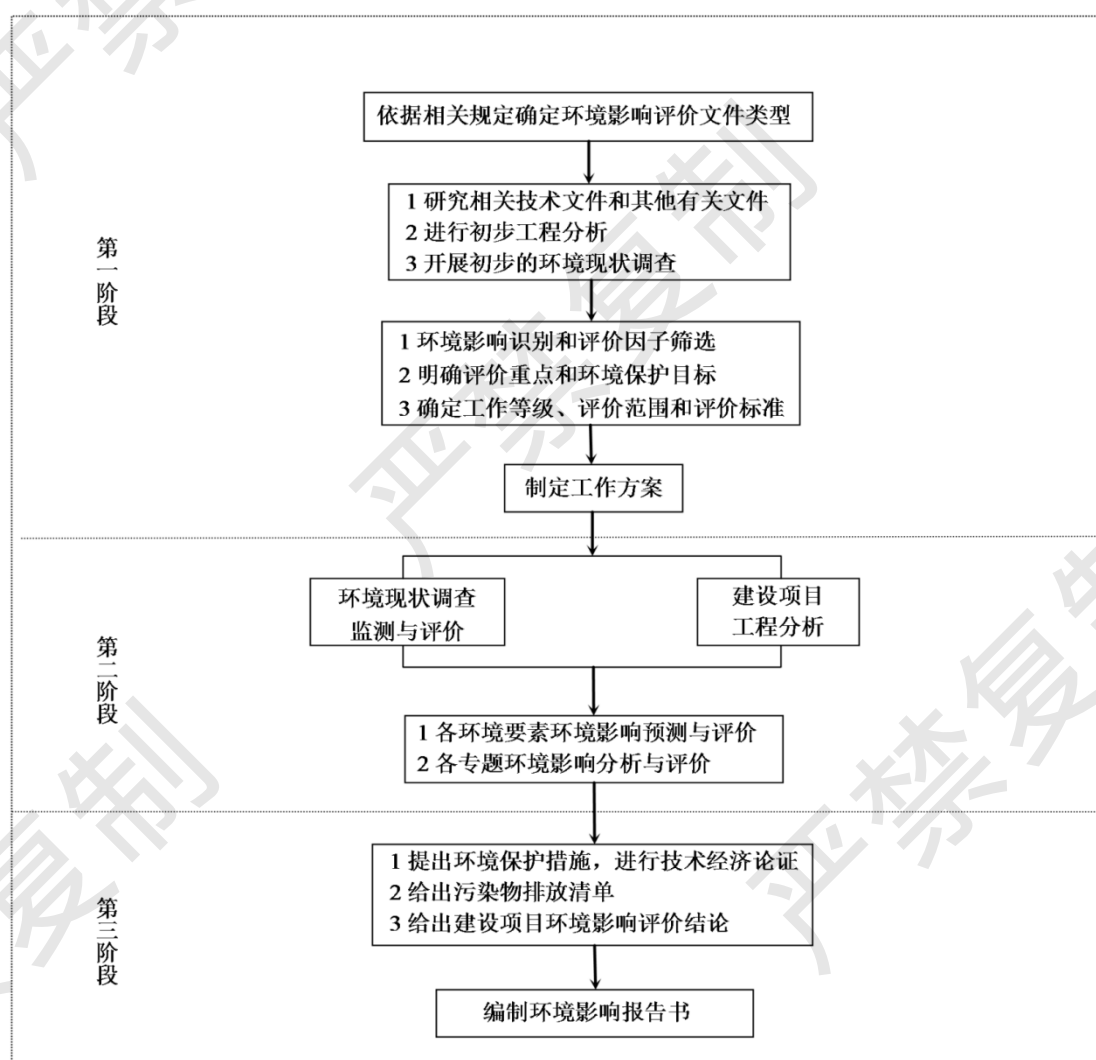 依据相关规定确定环境影响评价文件类型
1 研究相关技术文件和其他有关文件
2 进行初步工程分析
3 开展初步的环境现状调查
第一阶段
1 环境影响识别和评价因子筛选
2 明确评价重点和环境保护目标
3 确定工作等级、评价范围和评价标准
制定工作方案
环境现状调查
监测与评价
建设项目
工程分析
第二阶段
1 各环境要素环境影响预测与评价
2 各专题环境影响分析与评价
1 提出环境保护措施，进行技术经济论证
2 给出污染物排放清单
3 给出建设项目环境影响评价结论
第三阶段
编制环境影响报告书
严禁复制
严禁复制
严禁复制
严禁复制